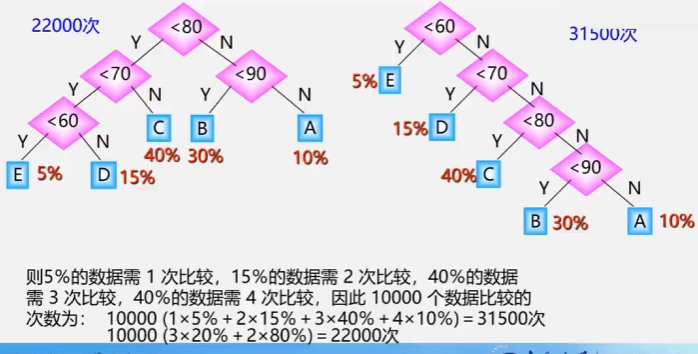 22000次
<80
Y
N
<70
<90
Y
N
Y
N
<60
C
B
A
Y
N
40%
30%
10%
E
5%
D
15%
31500次
<60
Y
N
5%
E
<70
Y
N
15%
D
<80
Y
N
40%
C
<90
Y
N
B
30%
A
10%
则5%的数据需 1 次比较，15%的数据需 2 次比较，40%的数据
需 3 次比较，40%的数据需 4 次比较，因此 10000 个数据比较的
次数为： 10000 (1×5%＋2×15%＋3×40%＋4×10%)＝31500次
10000 (3×20%＋2×80%)＝22000次